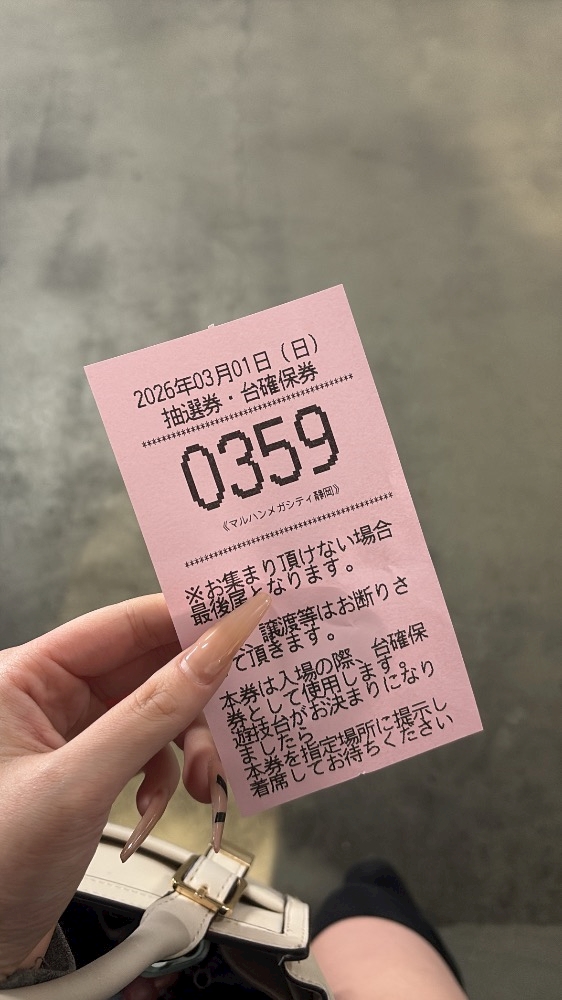 2026年03月01日（日）
抽選券・台確保券
********************************
0359
《マルハンメガシティ静岡》
********************************
※お集まり頂けない場合
最後尾となります。
譲渡等はお断りさ
て頂きます。
本券は入場の際、台確保
券として使用します。
遊技台がお決まりになり
ましたら
本券を指定場所に提示し
着席してお待ちください